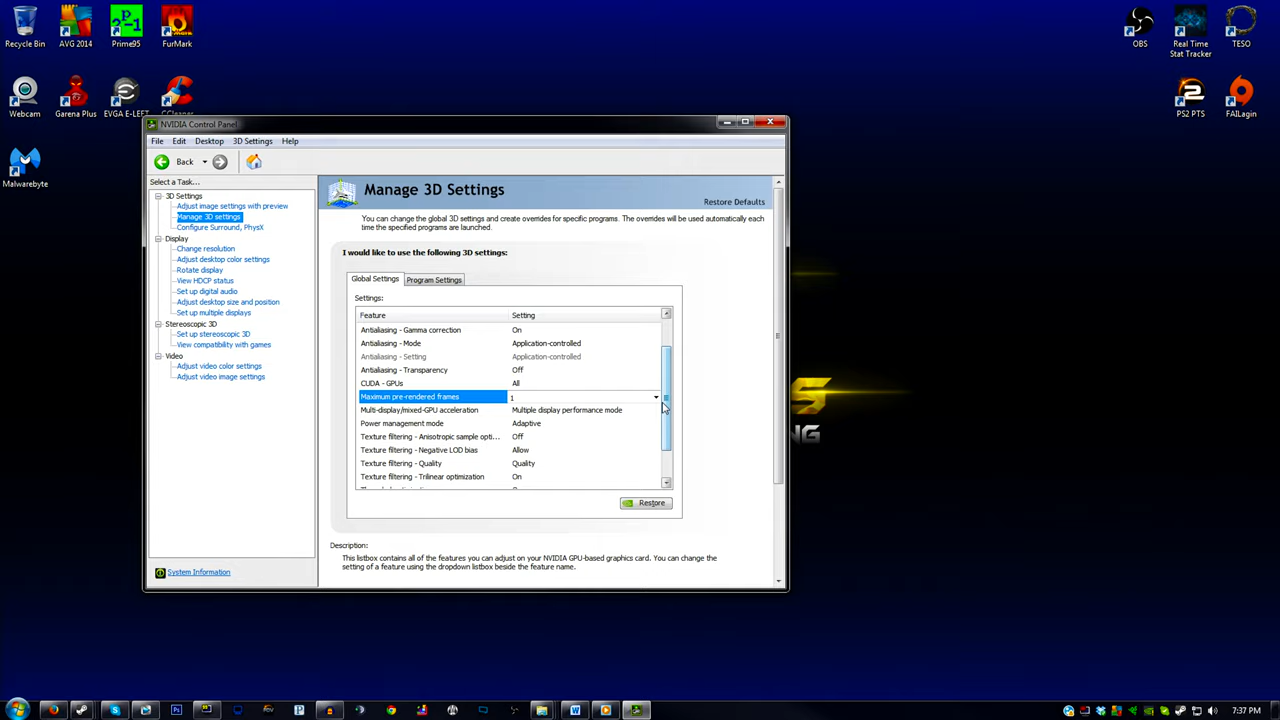 Recycle Bin
AVG 2014
Prime95
FurMark
OBS
Real Time Stat Tracker
TESO
Webcam
Garena Plus
EVGA E-LEFT
CCleaner
PS2 PTS
FAILagin
Malwarebyte
NVIDIA Control Panel
File Edit Desktop 3D Settings Help
Back
Select a Task...
3D Settings
Adjust image settings with preview
Manage 3D settings
Configure Surround, PhysX
Display
Change resolution
Adjust desktop color settings
Rotate display
View HDCP status
Set up digital audio
Adjust desktop size and position
Set up multiple displays
Stereoscopic 3D
Set up stereoscopic 3D
View compatibility with games
Video
Adjust video color settings
Adjust video image settings
System Information
Manage 3D Settings
Restore Defaults
You can change the global 3D settings and create overrides for specific programs. The overrides will be used automatically each
time the specified programs are launched.
I would like to use the following 3D settings:
Global Settings Program Settings
Settings:
Feature Setting
Antialiasing - Gamma correction On
Antialiasing - Mode Application-controlled
Antialiasing - Setting Application-controlled
Antialiasing - Transparency Off
CUDA - GPUs All
Maximum pre-rendered frames 1
Multi-display/mixed-GPU acceleration Multiple display performance mode
Power management mode Adaptive
Texture filtering - Anisotropic sample opti... Off
Texture filtering - Negative LOD bias Allow
Texture filtering - Quality Quality
Texture filtering - Trilinear optimization On
Restore
Description:
This listbox contains all of the features you can adjust on your NVIDIA GPU-based graphics card. You can change the
setting of a feature using the dropdown listbox beside the feature name.
S
NG
7:37 PM